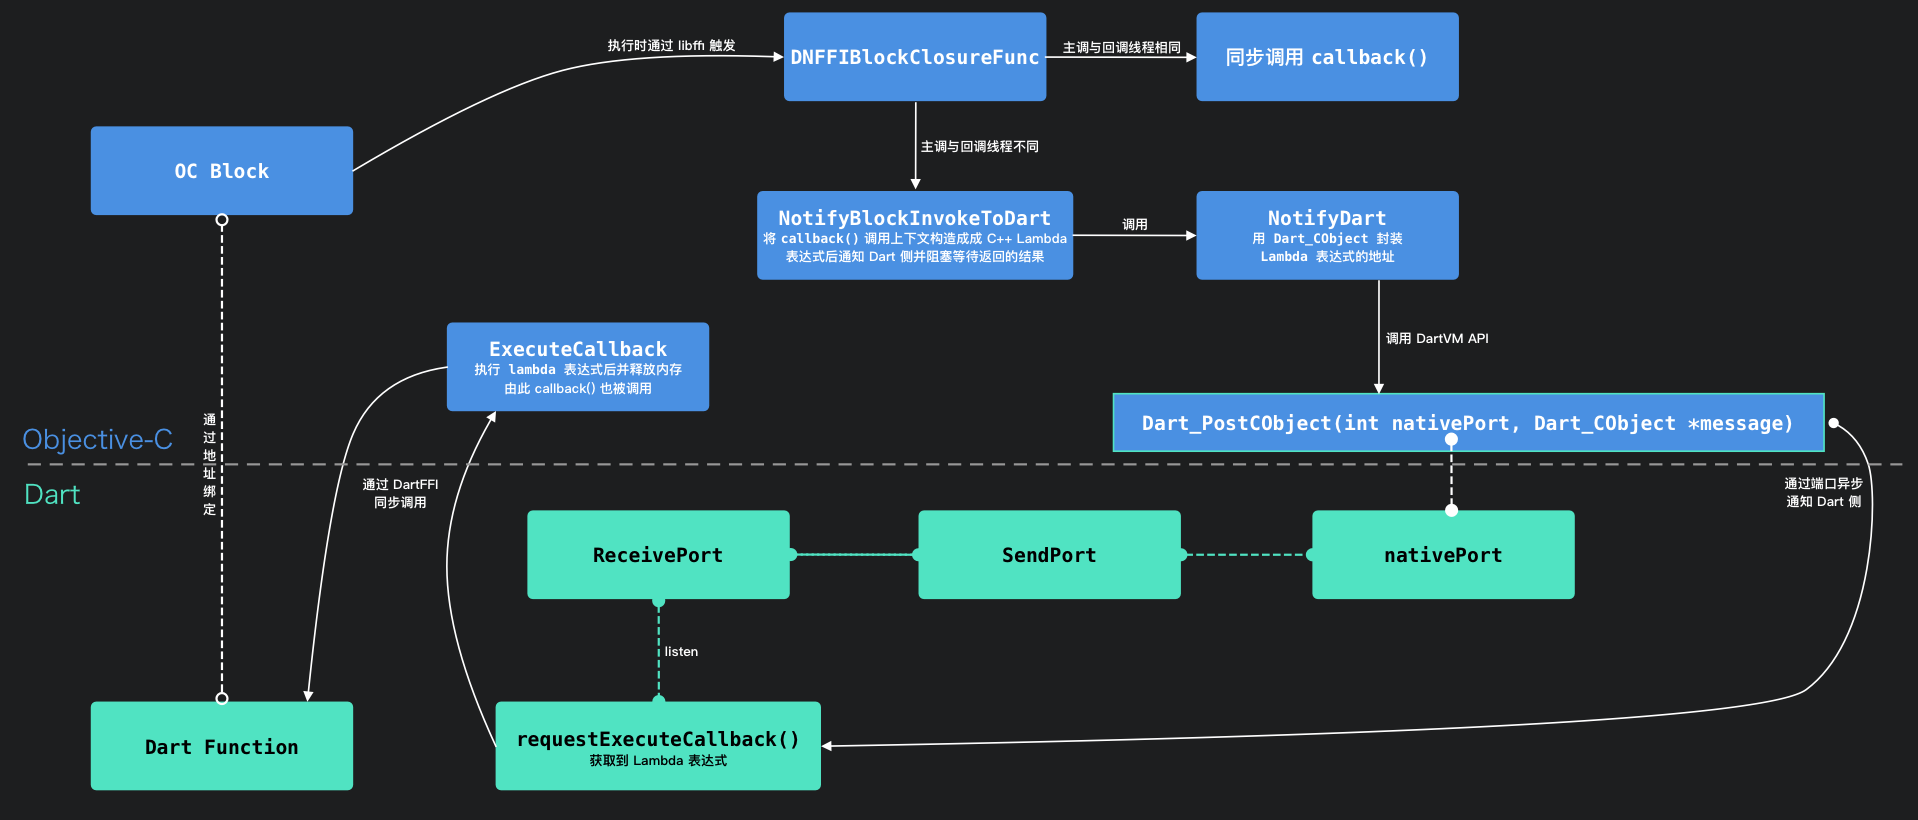 执行时通过 libffi 触发
DNFFIBlockClosureFunc
主调与回调线程相同
同步调用 callback()
OC Block
主调与回调线程不同
NotifyBlockInvokeToDart
将 callback() 调用上下文构造成成 C++ Lambda
表达式后通知 Dart 侧并阻塞等待返回的结果
调用
NotifyDart
用 Dart_CObject 封装
Lambda 表达式的地址
调用 DartVM API
ExecuteCallback
执行 lambda 表达式后并释放内存
由此 callback() 也被调用
Dart_PostCObject(int nativePort, Dart_CObject *message)
Objective-C
通过地址绑定
Dart
通过 DartFFI
同步调用
通过端口异步
通知 Dart 侧
ReceivePort
SendPort
nativePort
listen
Dart Function
requestExecuteCallback()
获取到 Lambda 表达式